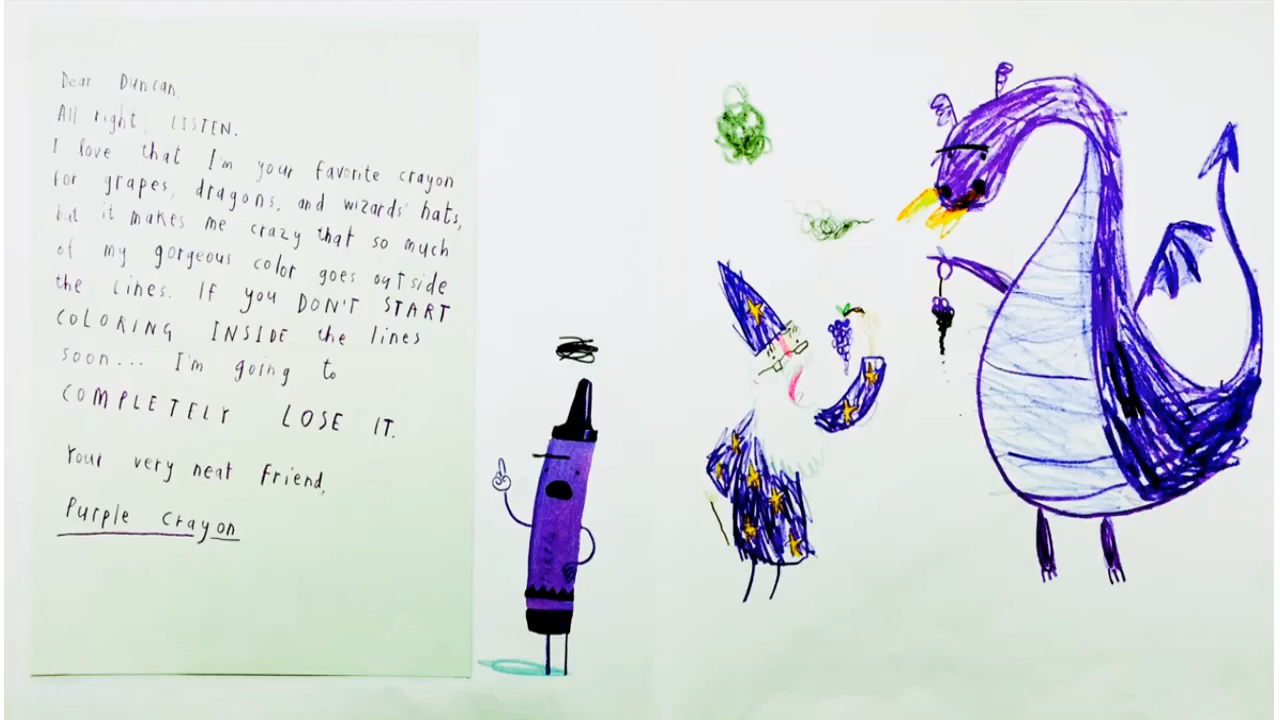 Dear Duncan,
All right, LISTEN.
I love that I'm your favorite crayon
for grapes, dragons, and wizards' hats,
but it makes me crazy that so much
of my gorgeous color goes outside
the lines. If you DON'T START
COLORING INSIDE the lines
soon... I'm going to
COMPLETELY LOSE IT.
Your very neat friend,
Purple Crayon